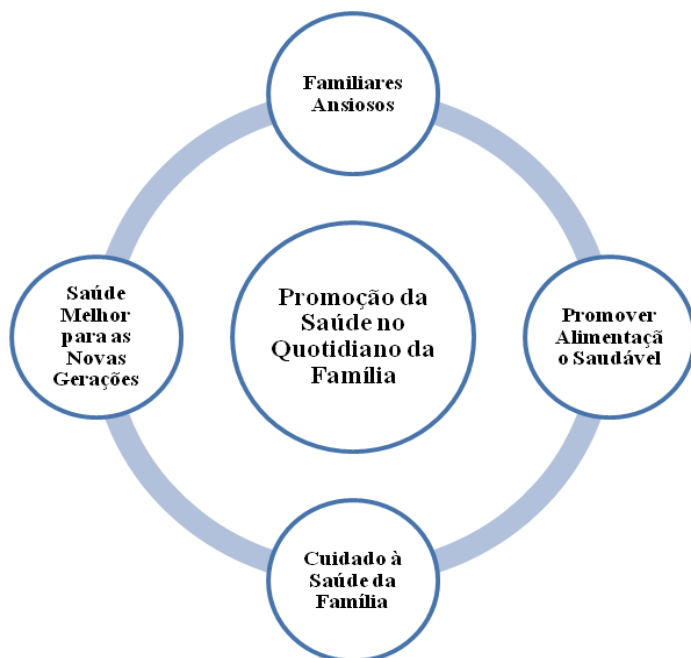 Familiares
Ansiosos
Saúde
Melhor
para as
Novas
Gerações
Promoção da
Saúde no
Quotidiano da
Família
Promover
Alimentaçã
o Saudável
Cuidado à
Saúde da
Família